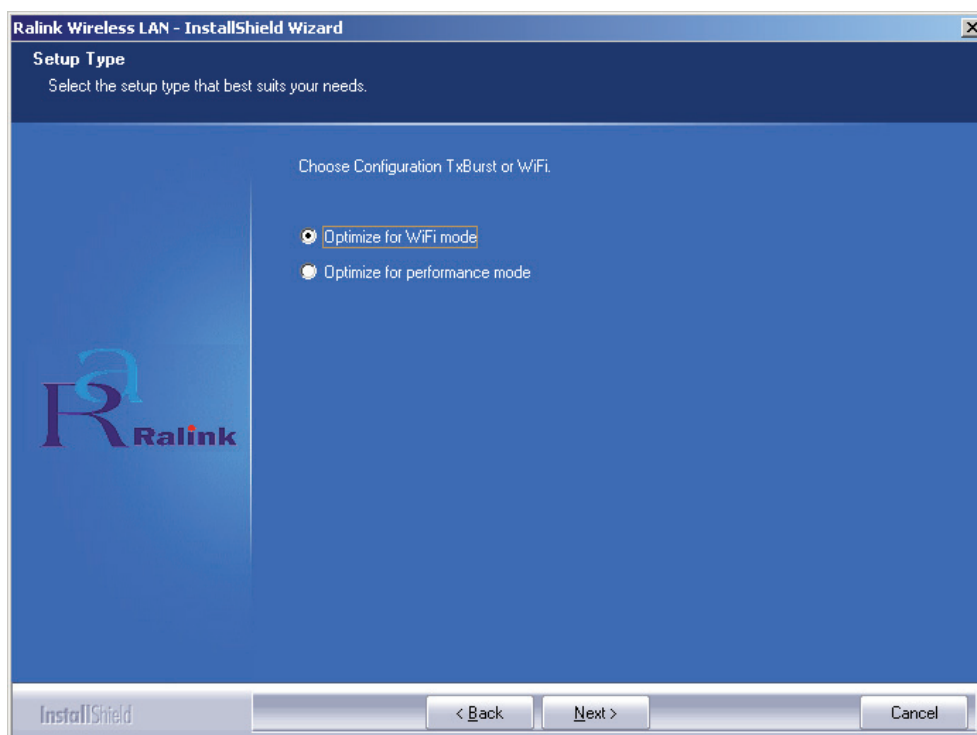 Ralink Wireless LAN - InstallShield Wizard
Setup Type
Select the setup type that best suits your needs.
Choose Configuration TxBurst or WiFi.
Optimize for WiFi mode
Optimize for performance mode
Ra
Ralink
InstallShield
< Back
Next >
Cancel